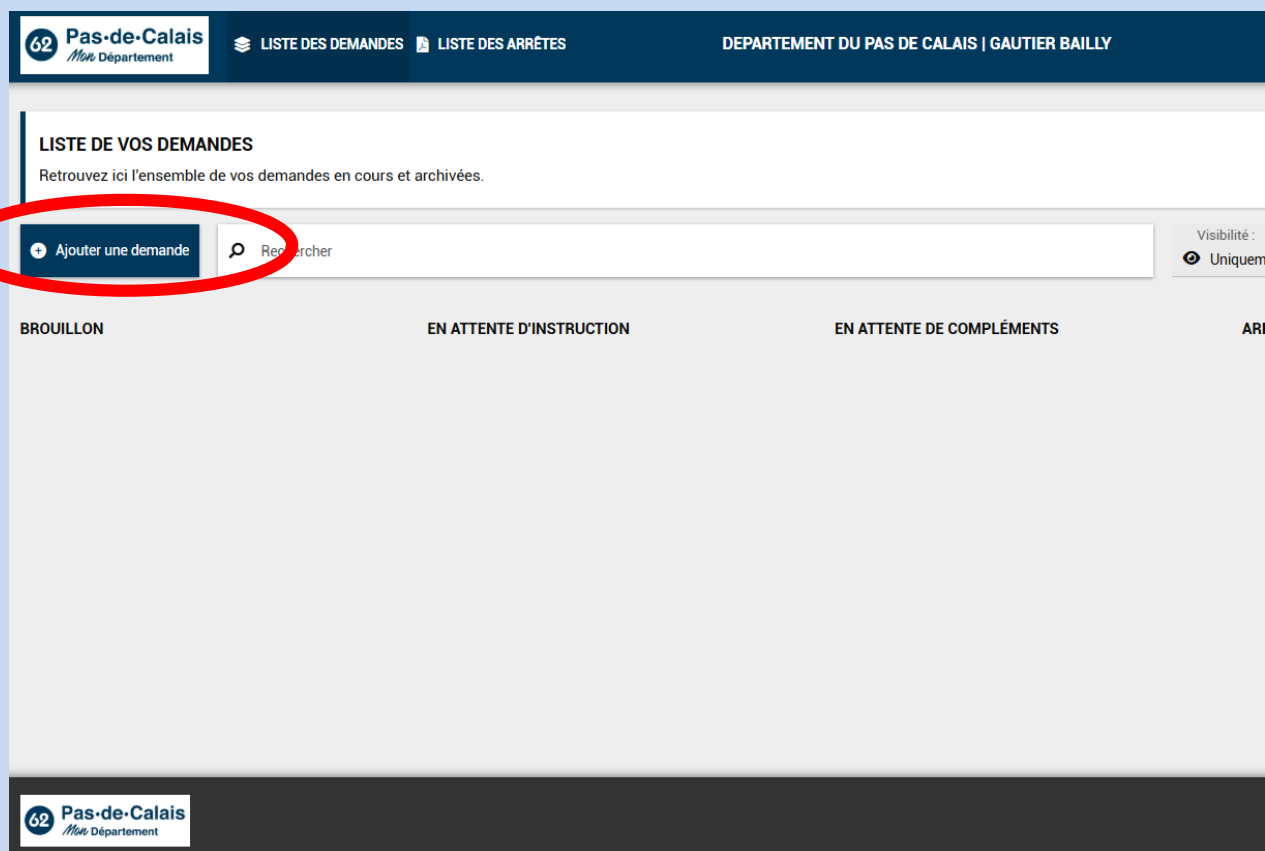 62 Pas-de-Calais
Mon Département
LISTE DES DEMANDES
LISTE DES ARRÊTES
DEPARTEMENT DU PAS DE CALAIS | GAUTIER BAILLY
LISTE DE VOS DEMANDES
Retrouvez ici l'ensemble de vos demandes en cours et archivées.
Ajouter une demande
Rechercher
Visibilité :
Uniquem
BROUILLON
EN ATTENTE D'INSTRUCTION
EN ATTENTE DE COMPLÉMENTS
62 Pas-de-Calais
Mon Département